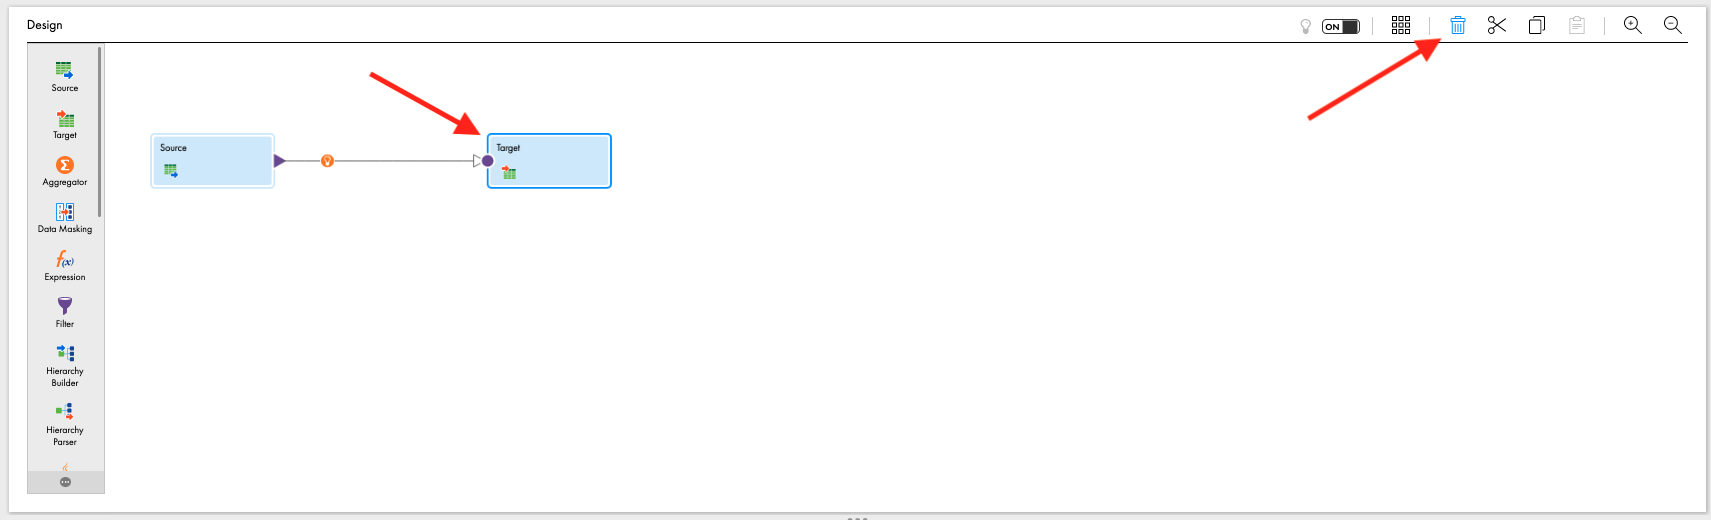 Design
ON
Source
Target
Σ
Aggregator
Data Masking
f(x)
Expression
Filter
Hierarchy
Builder
Hierarchy
Parser
Source
Target